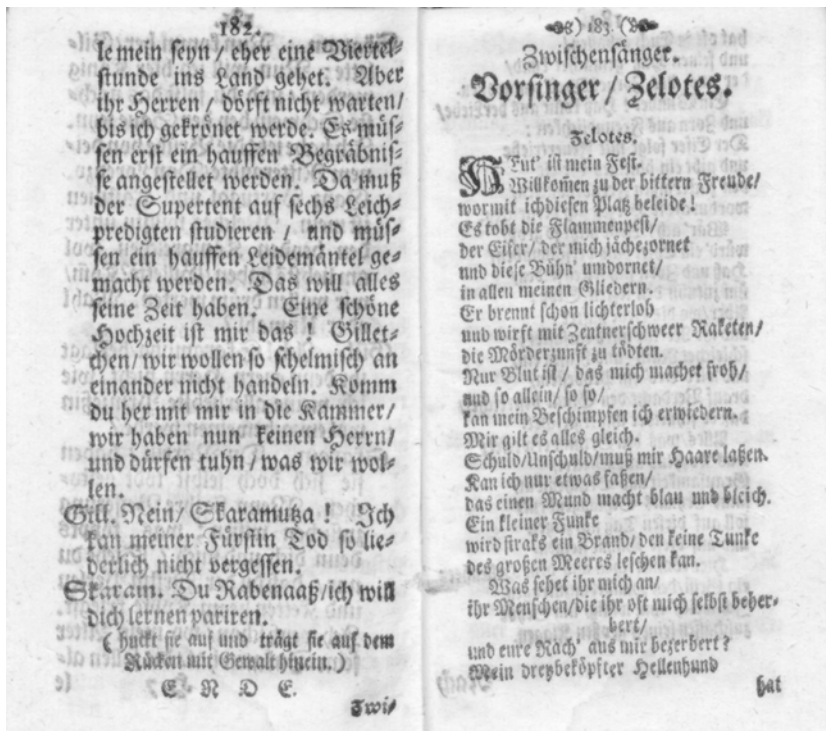 182.
le mein seyn / eher eine Viertel-
stunde ins Land gehet. Aber
ihr Herren / dörft nicht warten/
bis ich gekrönet werde. Es müs-
sen erst ein hauffen Begräbnis-
se angestellet werden. Da muß
der Supertent auf sechs Leich-
predigten studieren / und müs-
sen ein hauffen Leidemäntel ge-
macht werden. Das will alles
seine Zeit haben. Eine schöne
Hochzeit ist mir das ! Gillet-
chen/ wir wollen so schelmisch an
einander nicht handeln. Komm
du her mit mir in die Kammer/
wir haben nun keinen Herrn/
und dürfen tuhn / was wir wol-
len.
Gill. Nein/ Skaramutza ! Ich
kan meiner Fürstin Tod so lie-
derlich nicht vergessen.
Skaram. Du Rabenaaß/ich will
dich lernen pariren.
( huckt sie auf und trägt sie auf dem
Rücken mit Gewalt hinein. )
E. N. D E.
Zwi-
) 183. (
Zwischensänger.
Vorsinger / Zelotes.
Zelotes.
HEut' ist mein Fest.
Willkom̃en zu der bittern Freude/
wormit ich diesen Platz beleide !
Es tobt die Flammenpest/
der Eifer/ der mich jächezornet
und diese Bühn' umdornet/
in allen meinen Gliedern.
Er brennt schon lichterloh
und wirft mit Zentnerschweer Raketen/
die Mörderzunft zu tödten.
Nur Blut ist / das mich machet froh/
und so allein/ so so/
kan mein Beschimpfen ich erwiedern.
Mir gilt es alles gleich.
Schuld/Unschuld/muß mir Haare laßen.
Kan ich nur etwas faßen/
das einen Mund macht blau und bleich.
Ein kleiner Funke
wird straks ein Brand/ den keine Tunke
des großen Meeres leschen kan.
Was sehet ihr mich an/
ihr Menschen/die ihr oft mich selbst beher-
bert/
und eure Rach' aus mir bezerbert ?
Mein dreybeköpfter Hellenhund
hat